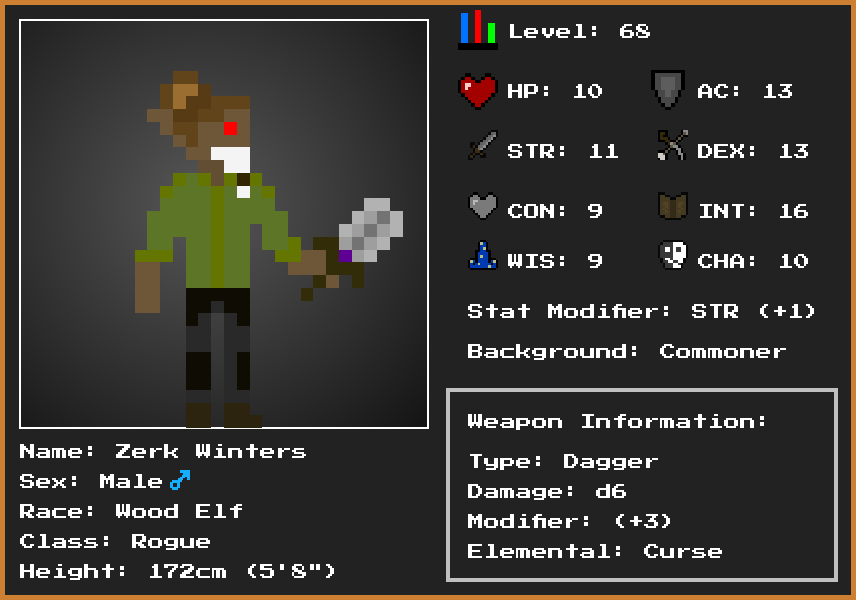 Level: 68
HP: 10 AC: 13
STR: 11 DEX: 13
CON: 9 INT: 16
WIS: 9 CHA: 10
Stat Modifier: STR (+1)
Background: Commoner
Weapon Information:
Type: Dagger
Damage: d6
Modifier: (+3)
Elemental: Curse
Name: Zerk Winters
Sex: Male♂
Race: Wood Elf
Class: Rogue
Height: 172cm (5'8")